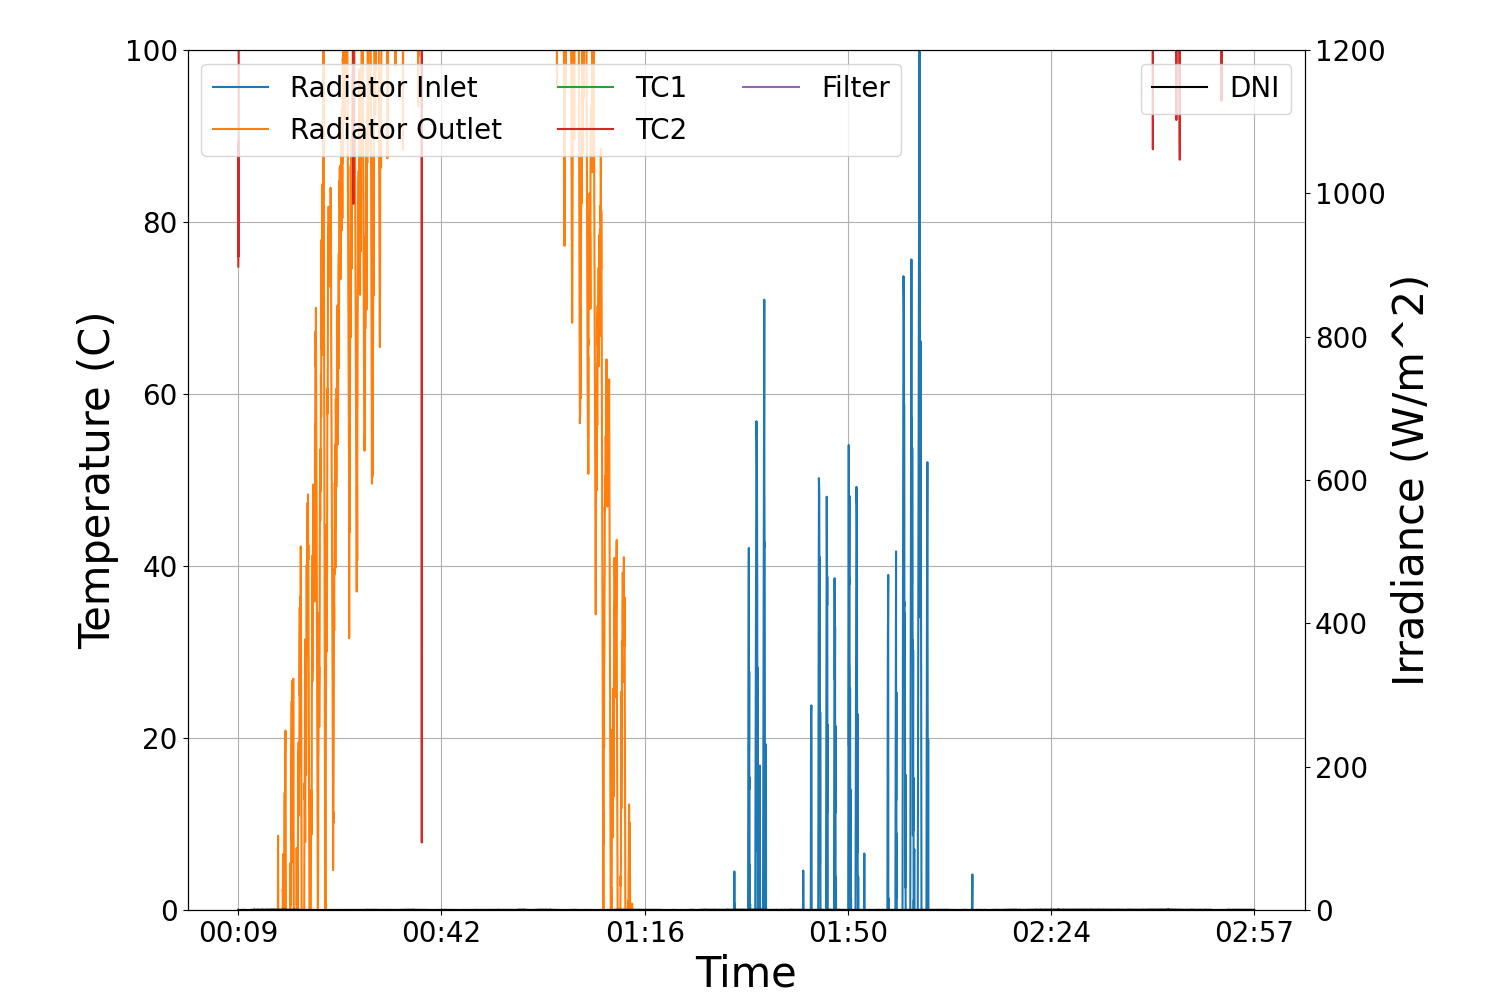 100
80
60
40
20
0
Temperature (C)
Radiator Inlet
Radiator Outlet
TC1
TC2
Filter
DNI
1200
1000
800
600
400
200
0
Irradiance (W/m^2)
00:09 00:42 01:16 01:50 02:24 02:57
Time